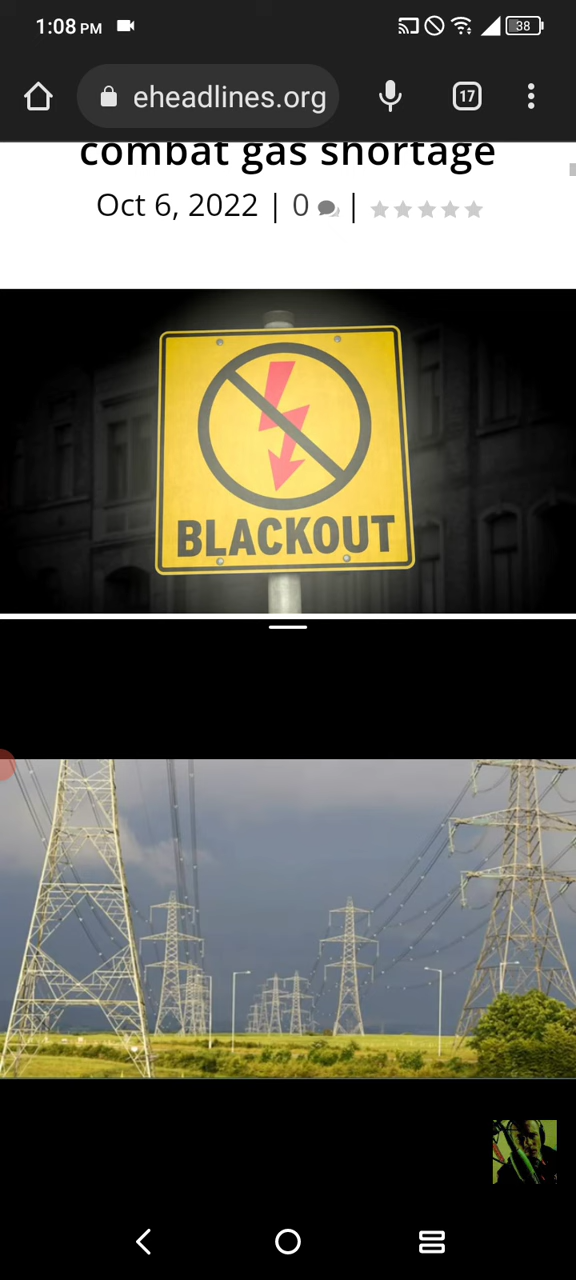 1:08 PM
38
eheadlines.org
17
combat gas shortage
Oct 6, 2022 | 0 |
BLACKOUT